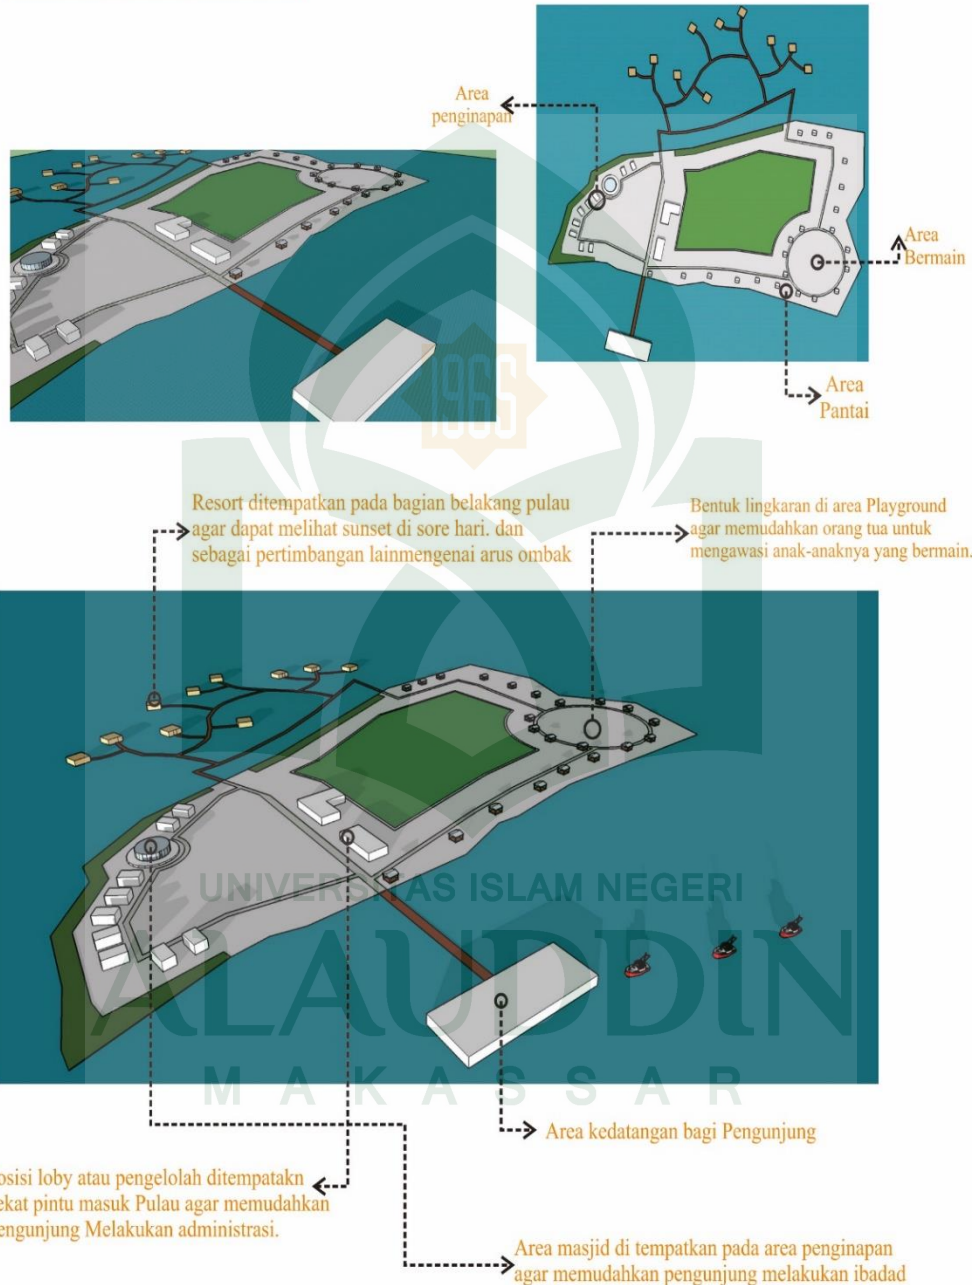 Area
penginapan
Area
Bermain
Area
Pantai
1965
Resort ditempatkan pada bagian belakang pulau
agar dapat melihat sunset di sore hari. dan
sebagai pertimbangan lainmengenai arus ombak
Bentuk lingkaran di area Playground
agar memudahkan orang tua untuk
mengawasi anak-anaknya yang bermain.
UNIVERSITAS ISLAM NEGERI
ALAUDDIN
MAKASSAR
Area kedatangan bagi Pengunjung
osisi loby atau pengelolah ditempatakn
ekat pintu masuk Pulau agar memudahkan
engunjung Melakukan administrasi.
Area masjid di tempatkan pada area penginapan
agar memudahkan pengunjung melakukan ibadad